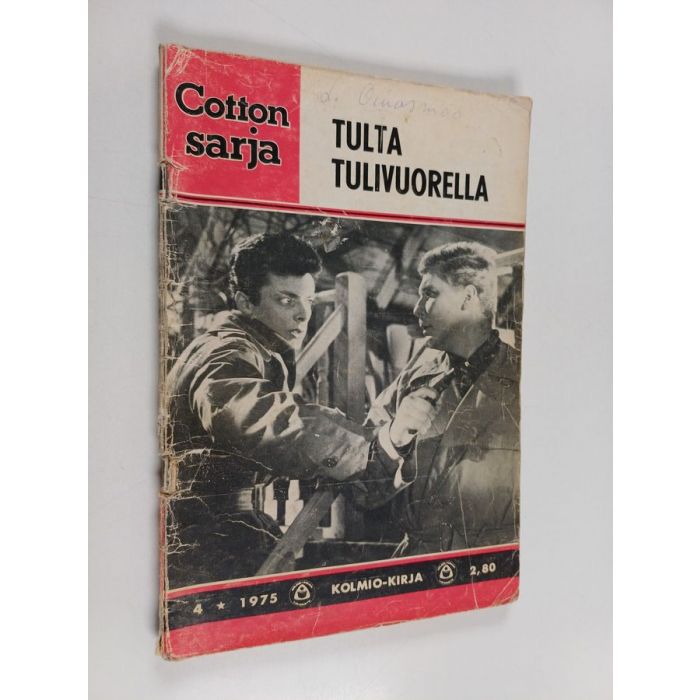 Cotton
sarja
TULTA
TULIVUORELLA
4 ★ 1975 KOLMIO-KIRJA 2,80